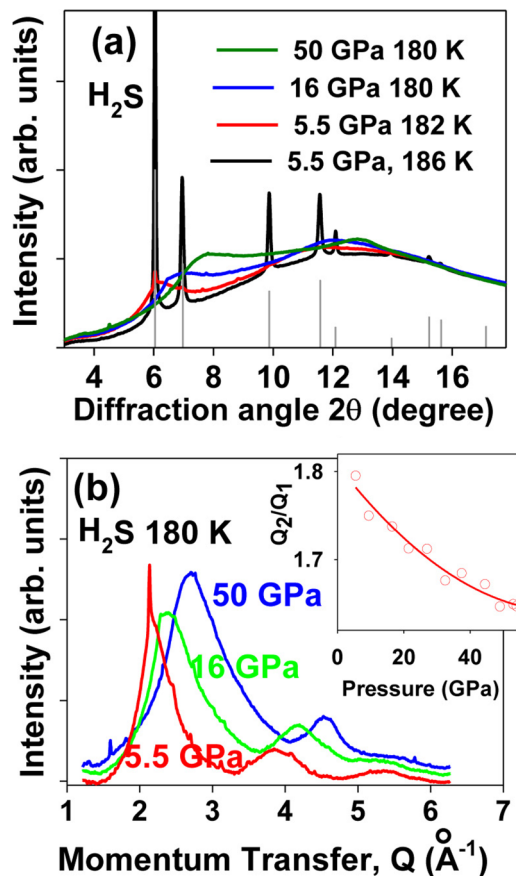 (a)
H₂S
50 GPa 180 K
16 GPa 180 K
5.5 GPa 182 K
5.5 GPa, 186 K
Intensity (arb. units)
4 6 8 10 12 14 16
Diffraction angle 2θ (degree)
(b)
H₂S 180 K
50 GPa
16 GPa
5.5 GPa
Intensity (arb. units)
1 2 3 4 5 6 7
Momentum Transfer, Q (Å⁻¹)
1.8
1.7
Q₂/Q₁
0 20 40
Pressure (GPa)